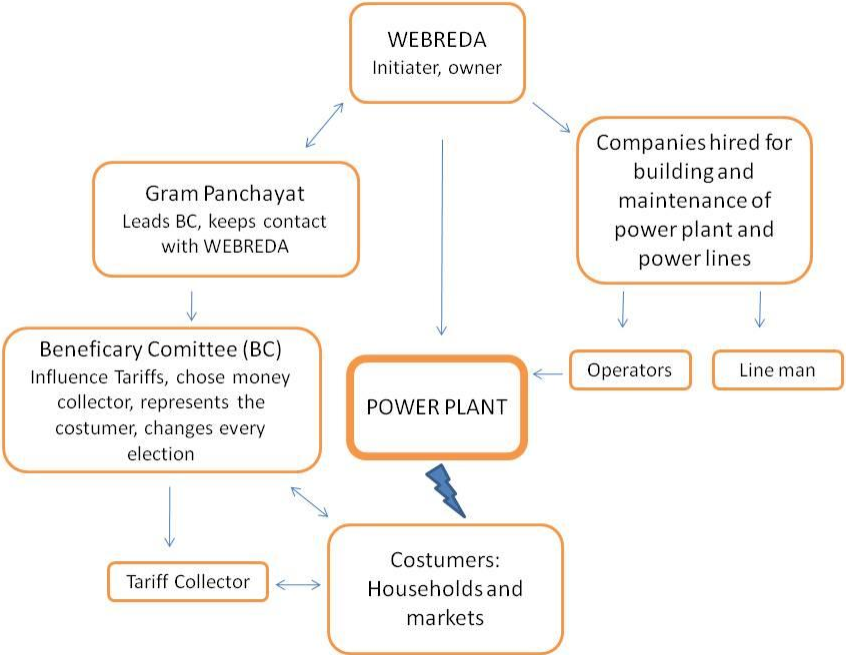 WEBREDA
Initiater, owner
Companies hired for
building and
maintenance of
power plant and
power lines
Gram Panchayat
Leads BC, keeps contact
with WEBREDA
Beneficary Comittee (BC)
Influence Tariffs, chose money
collector, represents the
costumer, changes every
election
POWER PLANT
Operators
Line man
Tariff Collector
Costumers:
Households and
markets